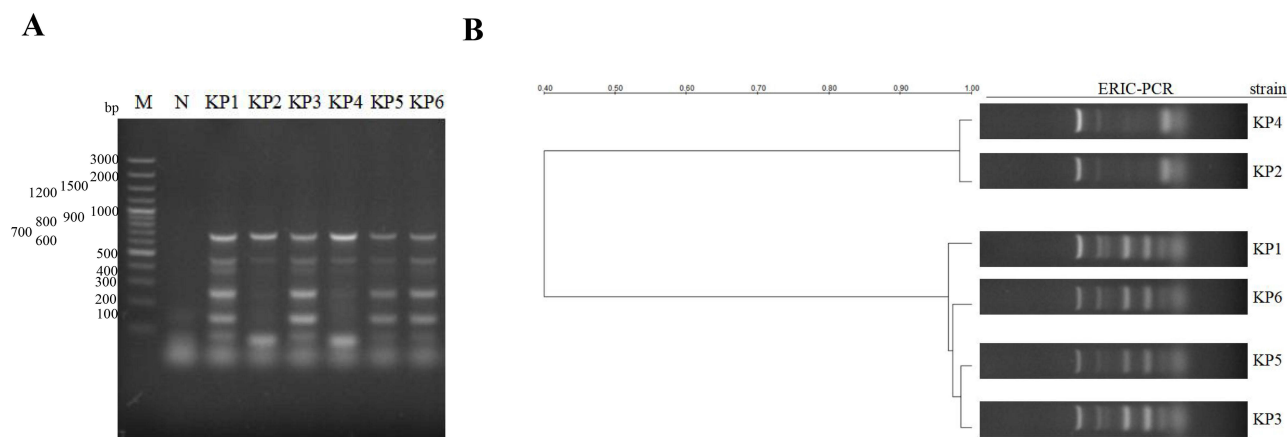 A
B
bp M N KP1 KP2 KP3 KP4 KP5 KP6
3000
2000
1500
1200
1000
900
800
700
600
500
400
300
200
100
0,40 0,50 0,60 0,70 0,80 0,90 1,00
ERIC-PCR strain
KP4
KP2
KP1
KP6
KP5
KP3